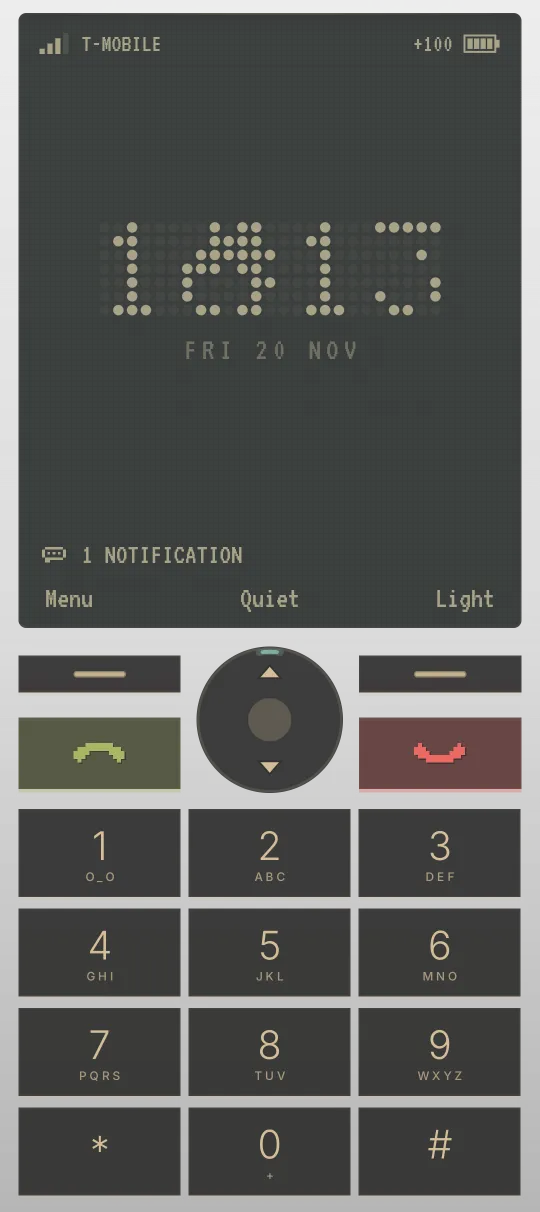 T-MOBILE +100
FRI 20 NOV
1 NOTIFICATION
Menu Quiet Light
1 2 3
O_O ABC DEF
4 5 6
GHI JKL MNO
7 8 9
PQRS TUV WXYZ
* 0 #
+